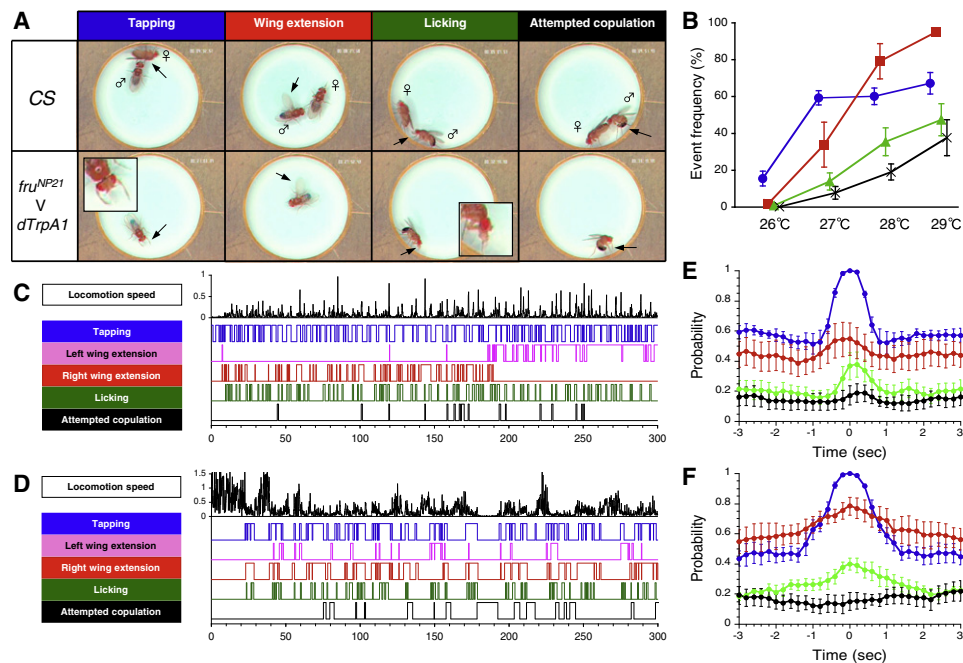 A
Tapping
Wing extension
Licking
Attempted copulation
CS
♀
♂
♀
♂
♀
♂
♂
♀
fruNP21
V
dTrpA1
B
Event frequency (%)
100
80
60
40
20
0
26°C
27°C
28°C
29°C
C
Locomotion speed
1
0.5
0
Tapping
Left wing extension
Right wing extension
Licking
Attempted copulation
0
50
100
150
200
250
300
D
Locomotion speed
1.5
1
0.5
0
Tapping
Left wing extension
Right wing extension
Licking
Attempted copulation
0
50
100
150
200
250
300
E
Probability
1
0.8
0.6
0.4
0.2
0
-3
-2
-1
0
1
2
3
Time (sec)
F
Probability
1
0.8
0.6
0.4
0.2
0
-3
-2
-1
0
1
2
3
Time (sec)